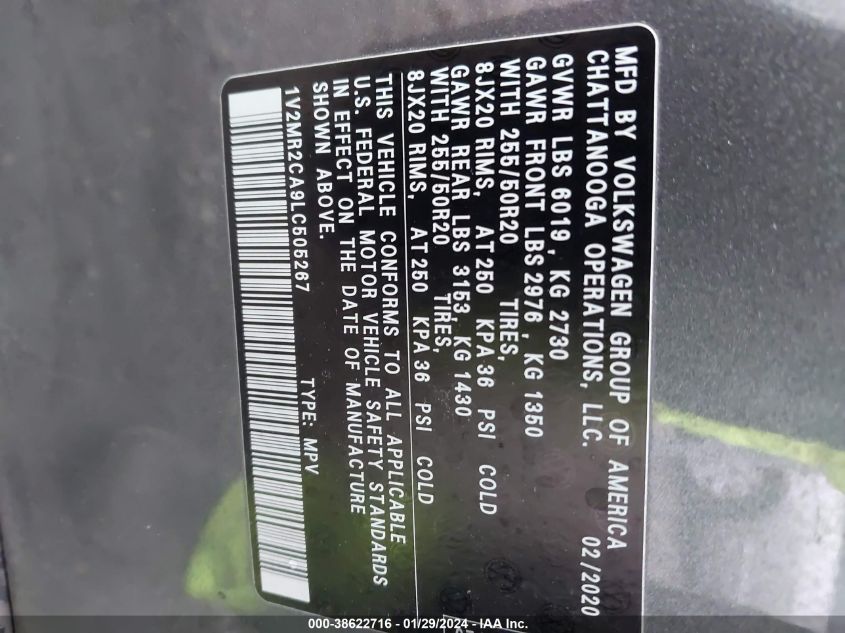 MFD BY VOLKSWAGEN GROUP OF AMERICA
CHATTANOOGA OPERATIONS, LLC. 02/2020
GVWR LBS 6019, KG 2730
GAWR FRONT LBS 2976, KG 1350
WITH 255/50R20 TIRES,
8JX20 RIMS, AT 250 KPA 36 PSI COLD
GAWR REAR LBS 3153, KG 1430
WITH 255/50R20 TIRES,
8JX20 RIMS, AT 250 KPA 36 PSI COLD
THIS VEHICLE CONFORMS TO ALL APPLICABLE
U.S. FEDERAL MOTOR VEHICLE SAFETY STANDARDS
IN EFFECT ON THE DATE OF MANUFACTURE
SHOWN ABOVE.
1V2MR2CA9LC505267 TYPE: MPV
000-38622716 - 01/29/2024 - IAA Inc.